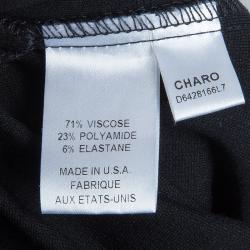 71% VISCOSE
23% POLYAMIDE
6% ELASTANE
MADE IN U.S.A.
FABRIQUE
AUX ETATS-UNIS
CHARO
D6428166L7